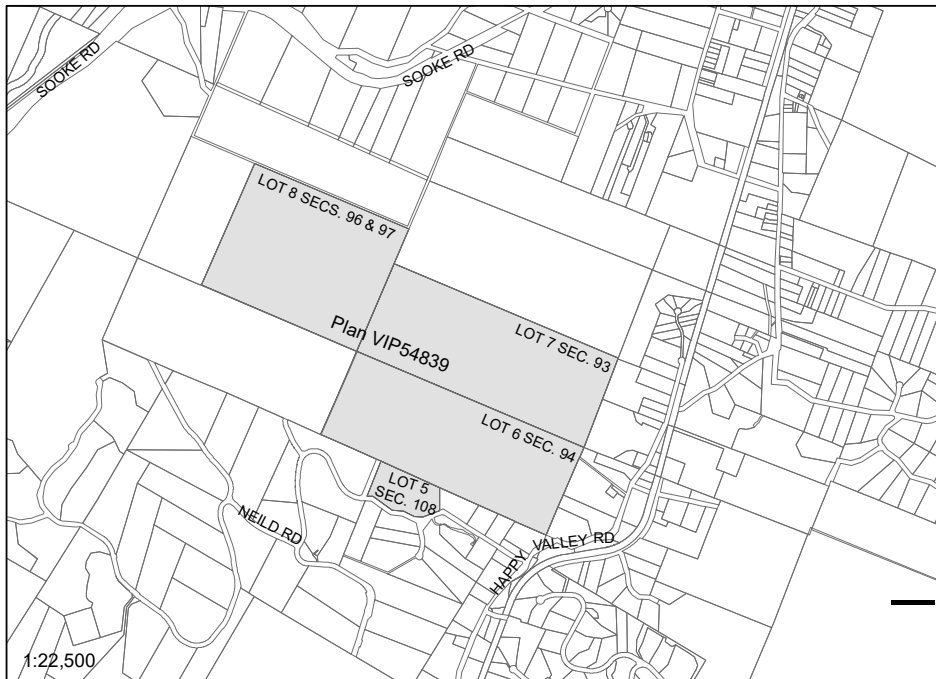 SOOKE RD
SOOKE RD
LOT 8 SECS. 96 & 97
Plan VIP54839
LOT 7 SEC. 93
LOT 6 SEC. 94
LOT 5
SEC. 108
NEILD RD
HAPPY VALLEY RD
1:22,500